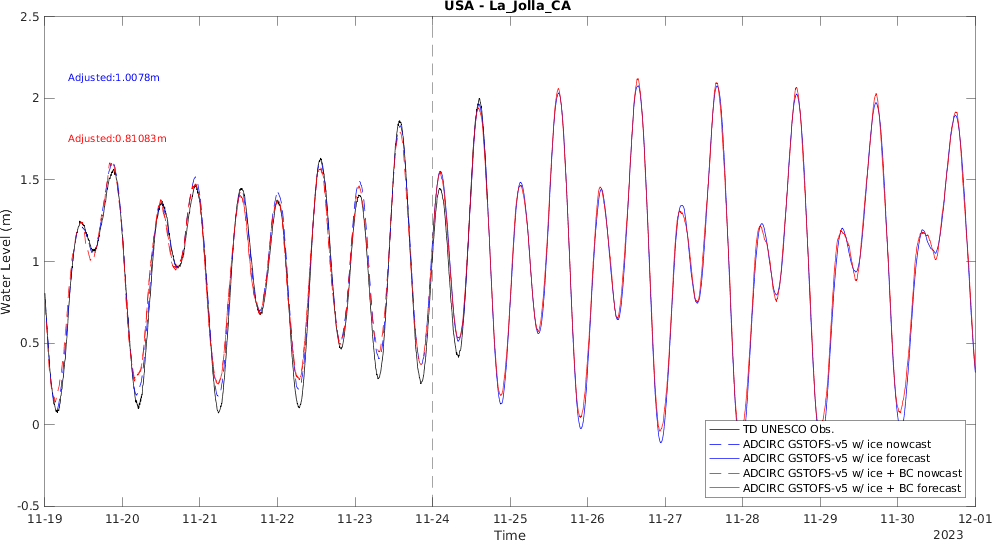 USA - La_Jolla_CA
2.5
2
1.5
1
0.5
0
-0.5
Water Level (m)
Adjusted:1.0078m
Adjusted:0.81083m
TD UNESCO Obs.
ADCIRC GSTOFS-v5 w/ ice nowcast
ADCIRC GSTOFS-v5 w/ ice forecast
ADCIRC GSTOFS-v5 w/ ice + BC nowcast
ADCIRC GSTOFS-v5 w/ ice + BC forecast
11-19 11-20 11-21 11-22 11-23 11-24 11-25 11-26 11-27 11-28 11-29 11-30 12-01
Time
2023